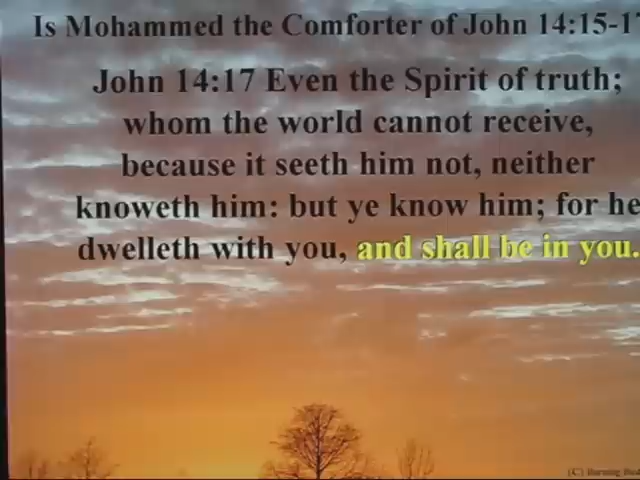 Is Mohammed the Comforter of John 14:15-1
John 14:17 Even the Spirit of truth;
whom the world cannot receive,
because it seeth him not, neither
knoweth him: but ye know him; for he
dwelleth with you, and shall be in you.
(C) Burning